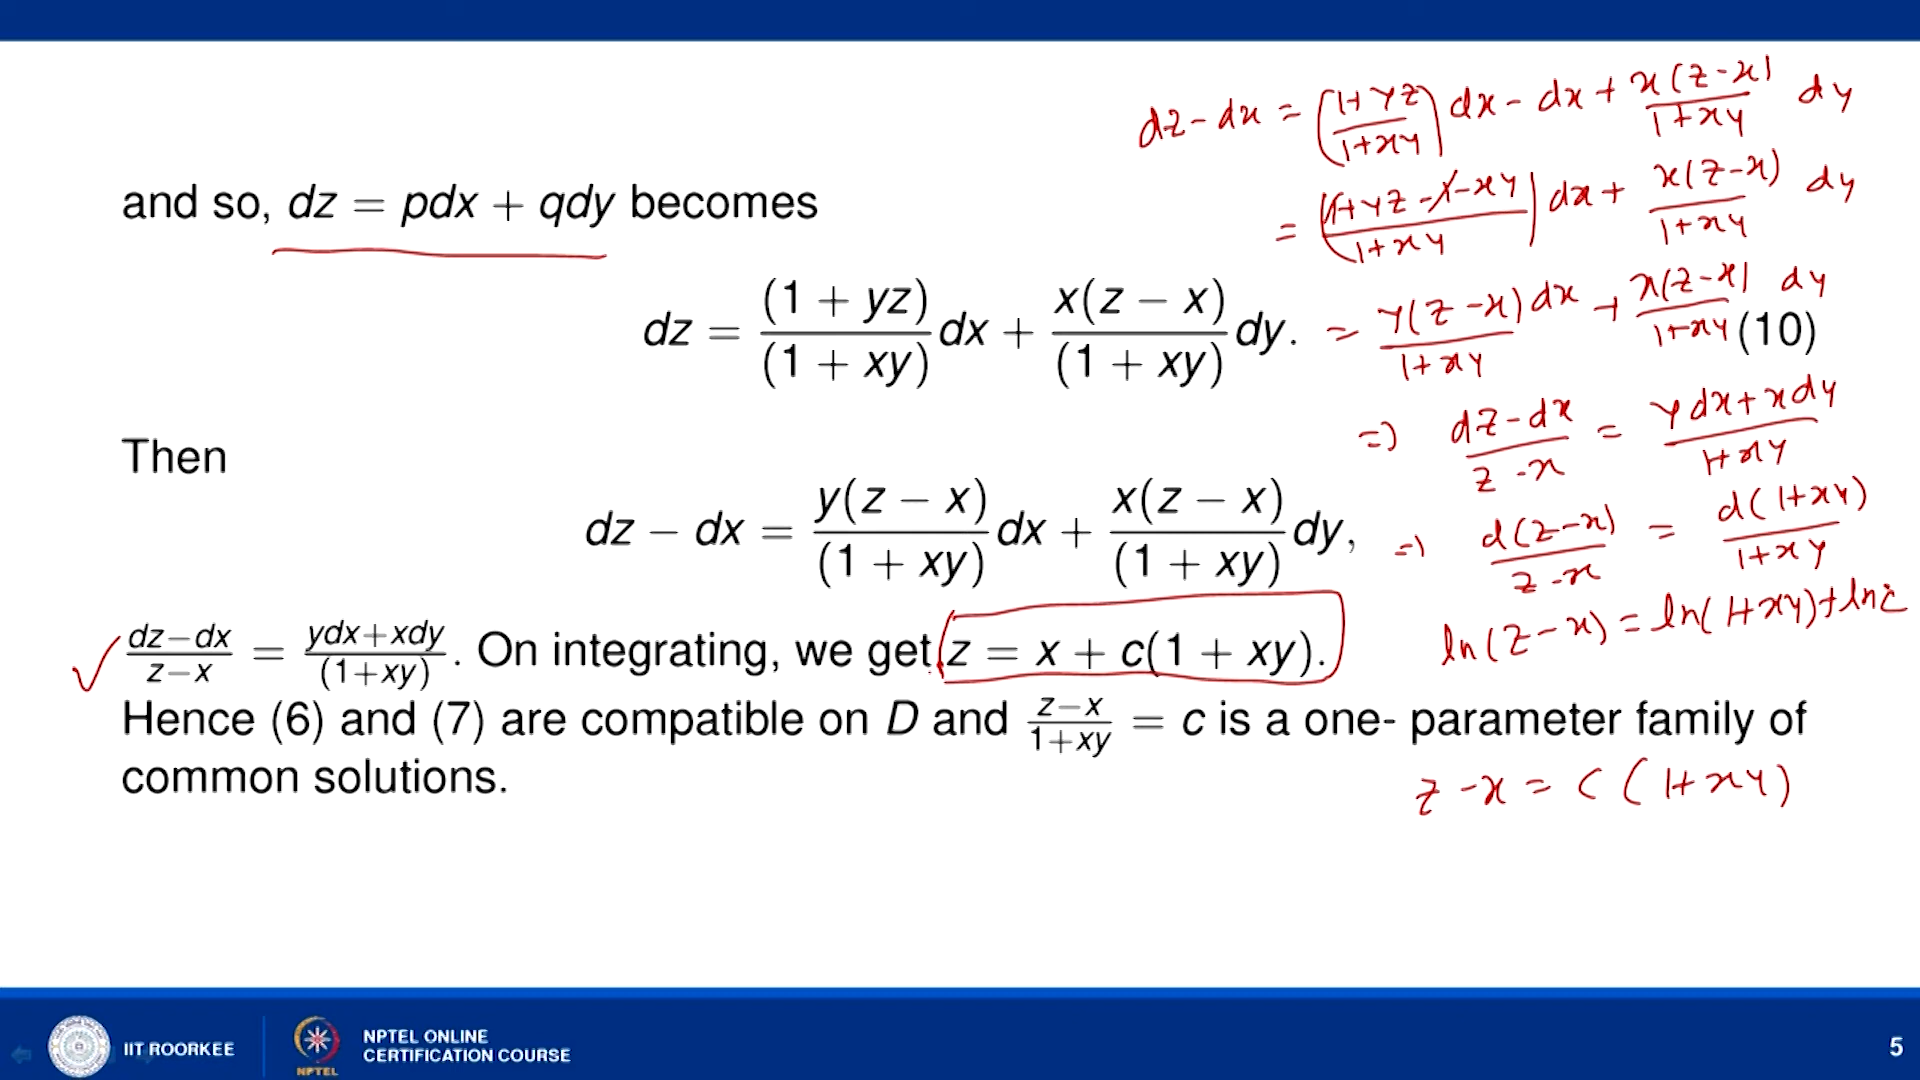 dz - dx = ((1+yz)/(1+xy)) dx - dx + x(z-x)/(1+xy) dy
and so, dz = pdx + qdy becomes
= ((1+yz-1-xy)/(1+xy)) dx + x(z-x)/(1+xy) dy
dz = (1 + yz)/(1 + xy) dx + x(z − x)/(1 + xy) dy. (10)
= y(z-x)/(1+xy) dx + x(z-x)/(1+xy) dy
Then
=> (dz-dx)/(z-x) = (ydx+xdy)/(1+xy)
dz − dx = y(z − x)/(1 + xy) dx + x(z − x)/(1 + xy) dy,
=> d(z-x)/(z-x) = d(1+xy)/(1+xy)
ln(z-x) = ln(1+xy)+lnc
(dz−dx)/(z−x) = (ydx+xdy)/(1+xy). On integrating, we get z = x + c(1 + xy).
Hence (6) and (7) are compatible on D and (z−x)/(1+xy) = c is a one- parameter family of
common solutions.
z-x = c(1+xy)
IIT ROORKEE
NPTEL
NPTEL ONLINE
CERTIFICATION COURSE
5